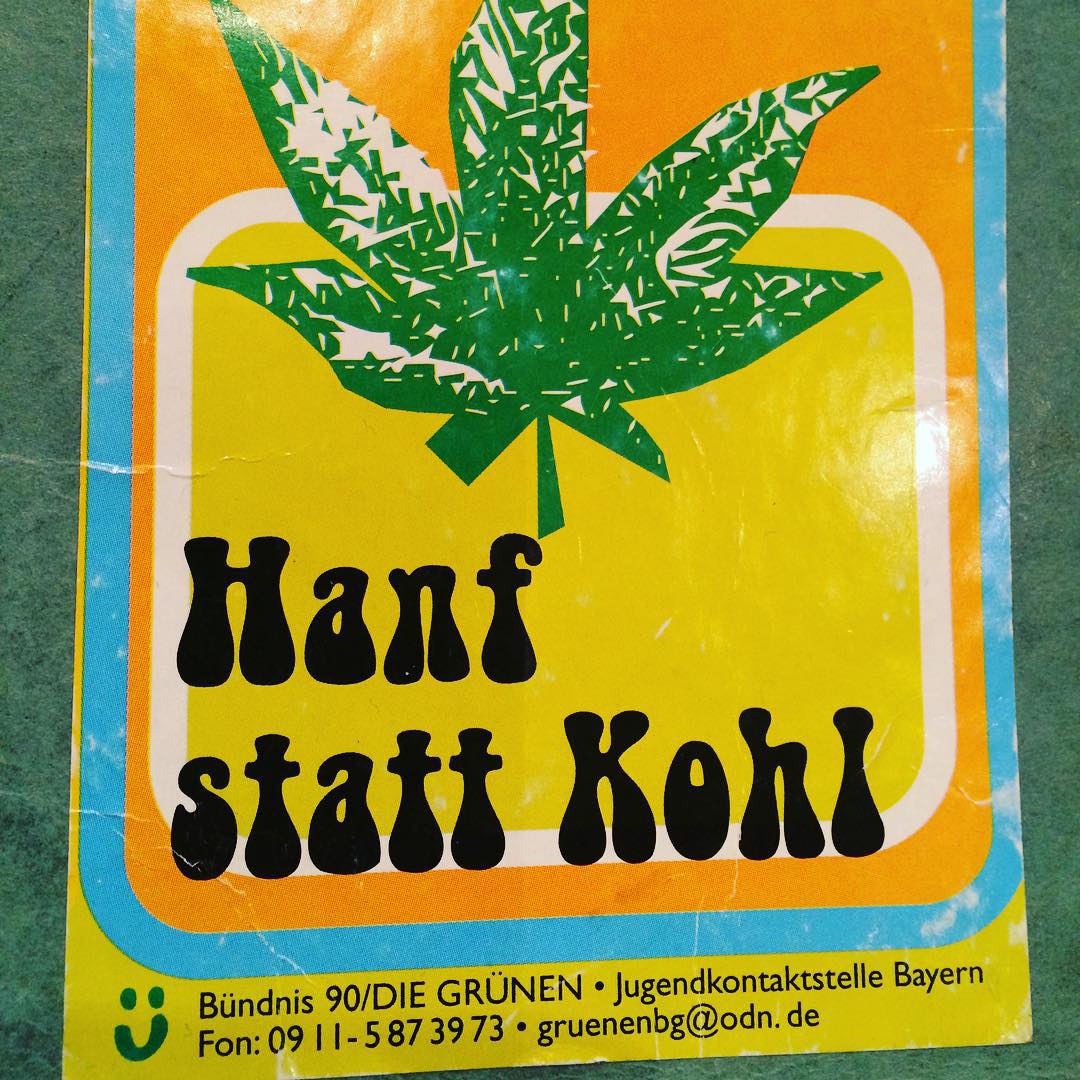 Hanf
statt Kohl
Bündnis 90/DIE GRÜNEN • Jugendkontaktstelle Bayern
Fon: 09 11-5 87 39 73 • gruenenbg@odn.de